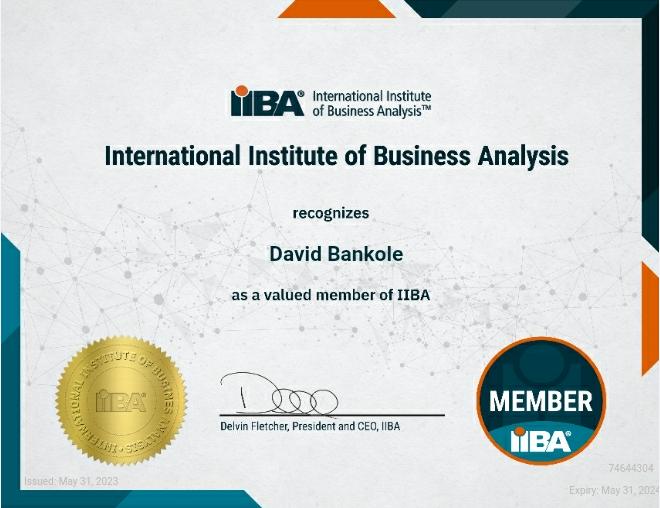 IIBA® International Institute
of Business Analysis™
International Institute of Business Analysis
recognizes
David Bankole
as a valued member of IIBA
INTERNATIONAL INSTITUTE OF BUSINESS ANALYSIS
IIBA®
Delvin Fletcher, President and CEO, IIBA
MEMBER
IIBA®
74644304
Issued: May 31, 2023
Expiry: May 31, 2024